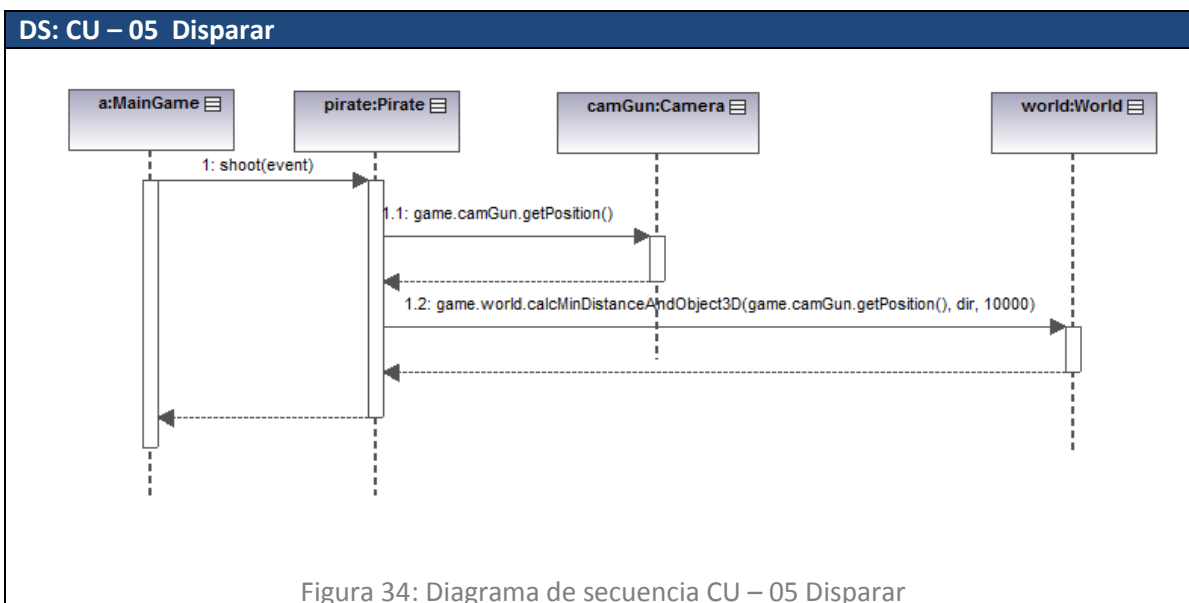 DS: CU – 05 Disparar
a:MainGame
pirate:Pirate
camGun:Camera
world:World
1: shoot(event)
1.1: game.camGun.getPosition()
1.2: game.world.calcMinDistanceAndObject3D(game.camGun.getPosition(), dir, 10000)
Figura 34: Diagrama de secuencia CU – 05 Disparar